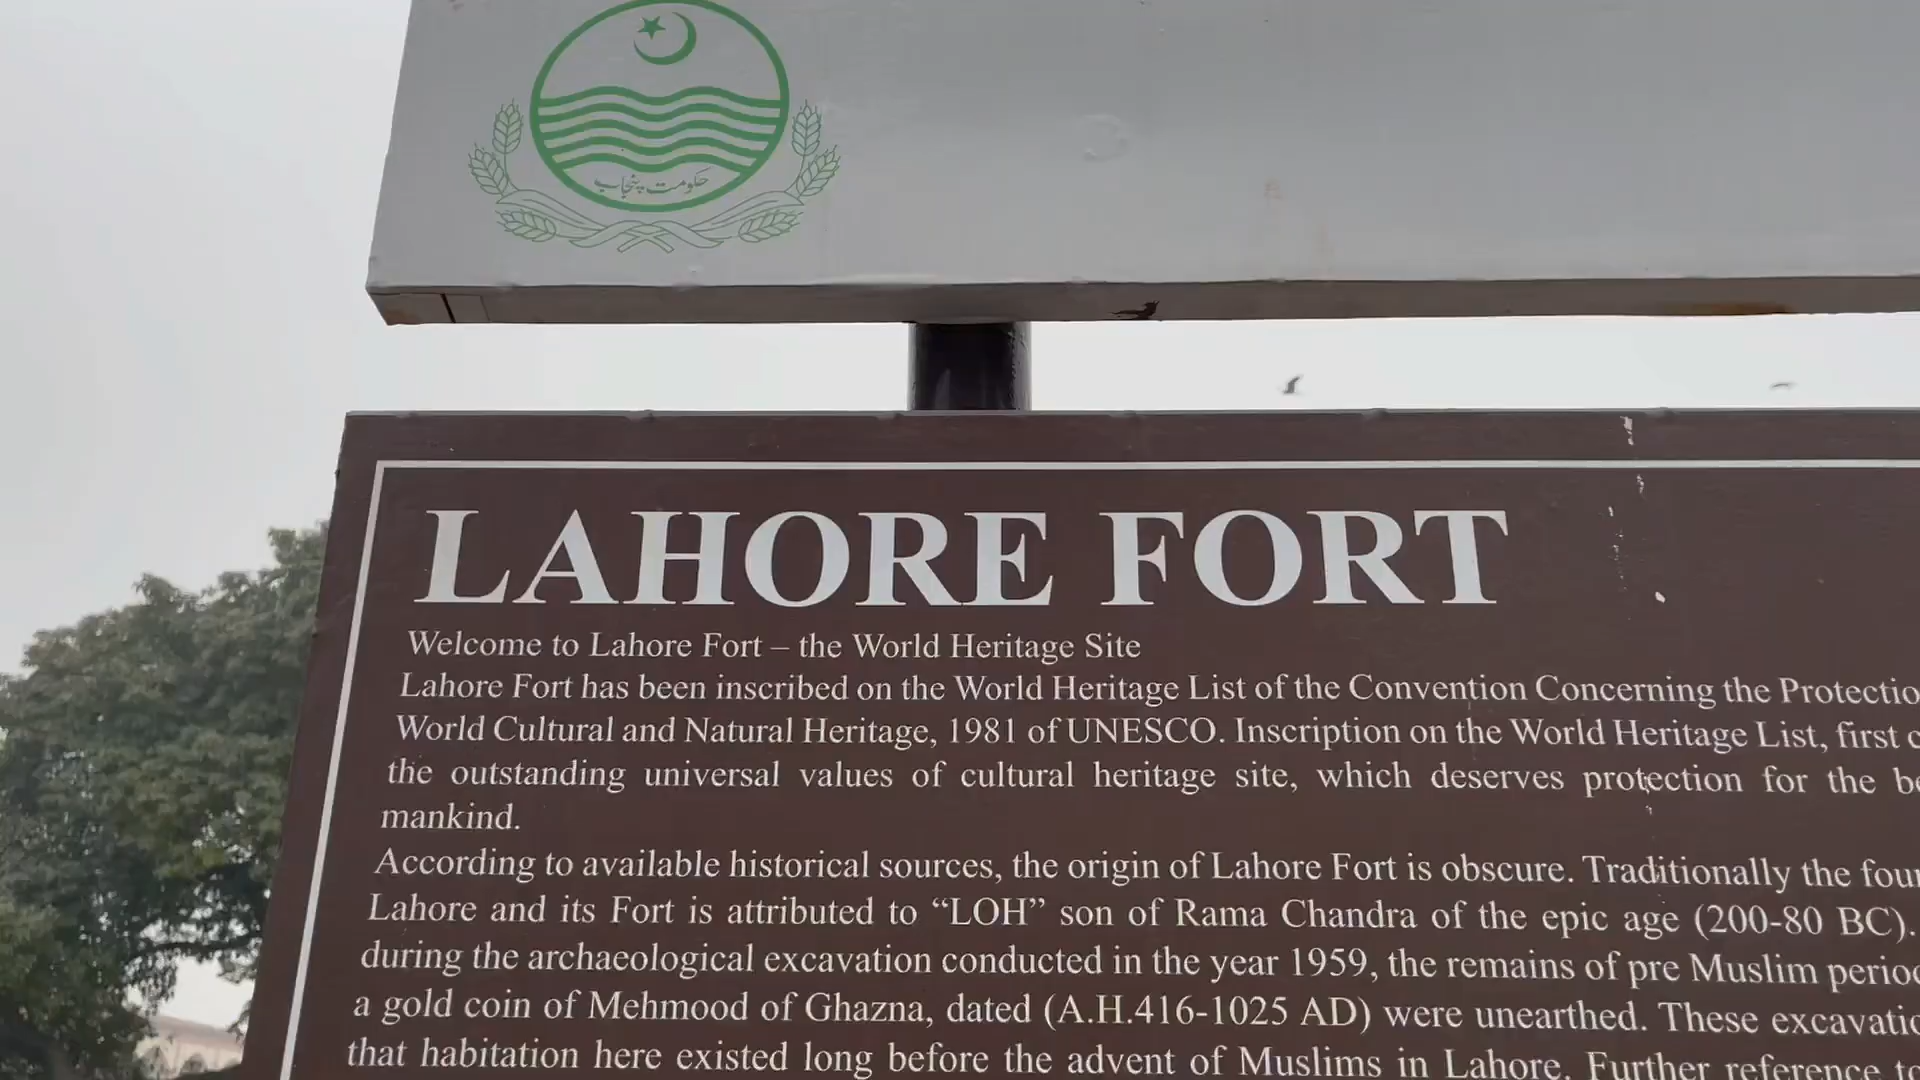 حکومت پنجاب
LAHORE FORT
Welcome to Lahore Fort – the World Heritage Site
Lahore Fort has been inscribed on the World Heritage List of the Convention Concerning the Protectio
World Cultural and Natural Heritage, 1981 of UNESCO. Inscription on the World Heritage List, first c
the outstanding universal values of cultural heritage site, which deserves protection for the be
mankind.
According to available historical sources, the origin of Lahore Fort is obscure. Traditionally the four
Lahore and its Fort is attributed to “LOH” son of Rama Chandra of the epic age (200-80 BC).
during the archaeological excavation conducted in the year 1959, the remains of pre Muslim perio
a gold coin of Mehmood of Ghazna, dated (A.H.416-1025 AD) were unearthed. These excavatio
that habitation here existed long before the advent of Muslims in Lahore. Further reference to